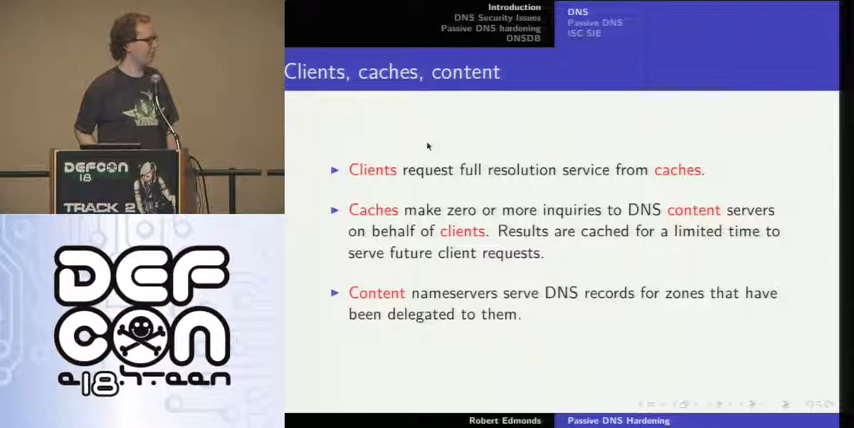 Introduction
DNS Security Issues
Passive DNS hardening
DNSDB
DNS
Passive DNS
ISC SIE
Clients, caches, content
▶ Clients request full resolution service from caches.
▶ Caches make zero or more inquiries to DNS content servers
on behalf of clients. Results are cached for a limited time to
serve future client requests.
▶ Content nameservers serve DNS records for zones that have
been delegated to them.
Robert Edmonds
Passive DNS Hardening
DEFCON
18
TRACK 2
DEF
CON
e18.hteen